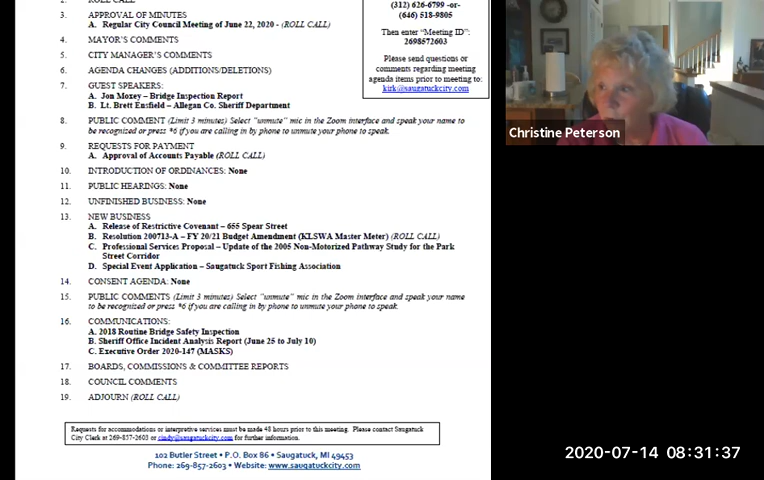 2. ROLL CALL
(312) 626-6799 -or-
(646) 518-9805
Then enter "Meeting ID":
2698572603
Please send questions or
comments regarding meeting
agenda items prior to meeting to:
kirk@saugatuckcity.com
3. APPROVAL OF MINUTES
A. Regular City Council Meeting of June 22, 2020 - (ROLL CALL)
4. MAYOR'S COMMENTS
5. CITY MANAGER'S COMMENTS
6. AGENDA CHANGES (ADDITIONS/DELETIONS)
7. GUEST SPEAKERS:
A. Jon Moxey – Bridge Inspection Report
B. Lt. Brett Ensfield – Allegan Co. Sheriff Department
8. PUBLIC COMMENT (Limit 3 minutes) Select "unmute" mic in the Zoom interface and speak your name to
be recognized or press *6 if you are calling in by phone to unmute your phone to speak.
9. REQUESTS FOR PAYMENT
A. Approval of Accounts Payable (ROLL CALL)
10. INTRODUCTION OF ORDINANCES: None
11. PUBLIC HEARINGS: None
12. UNFINISHED BUSINESS: None
13. NEW BUSINESS
A. Release of Restrictive Covenant – 655 Spear Street
B. Resolution 200713-A – FY 20/21 Budget Amendment (KLSWA Master Meter) (ROLL CALL)
C. Professional Services Proposal – Update of the 2005 Non-Motorized Pathway Study for the Park
Street Corridor
D. Special Event Application – Saugatuck Sport Fishing Association
14. CONSENT AGENDA: None
15. PUBLIC COMMENTS (Limit 3 minutes) Select "unmute" mic in the Zoom interface and speak your name to
be recognized or press *6 if you are calling in by phone to unmute your phone to speak.
16. COMMUNICATIONS:
A. 2018 Routine Bridge Safety Inspection
B. Sheriff Office Incident Analysis Report (June 25 to July 10)
C. Executive Order 2020-147 (MASKS)
17. BOARDS, COMMISSIONS & COMMITTEE REPORTS
18. COUNCIL COMMENTS
19. ADJOURN (ROLL CALL)
Requests for accommodations or interpretive services must be made 48 hours prior to this meeting. Please contact Saugatuck
City Clerk at 269-857-2603 or cindy@saugatuckcity.com for further information.
102 Butler Street • P.O. Box 86 • Saugatuck, MI 49453
Phone: 269-857-2603 • Website: www.saugatuckcity.com
Christine Peterson
2020-07-14 08:31:37